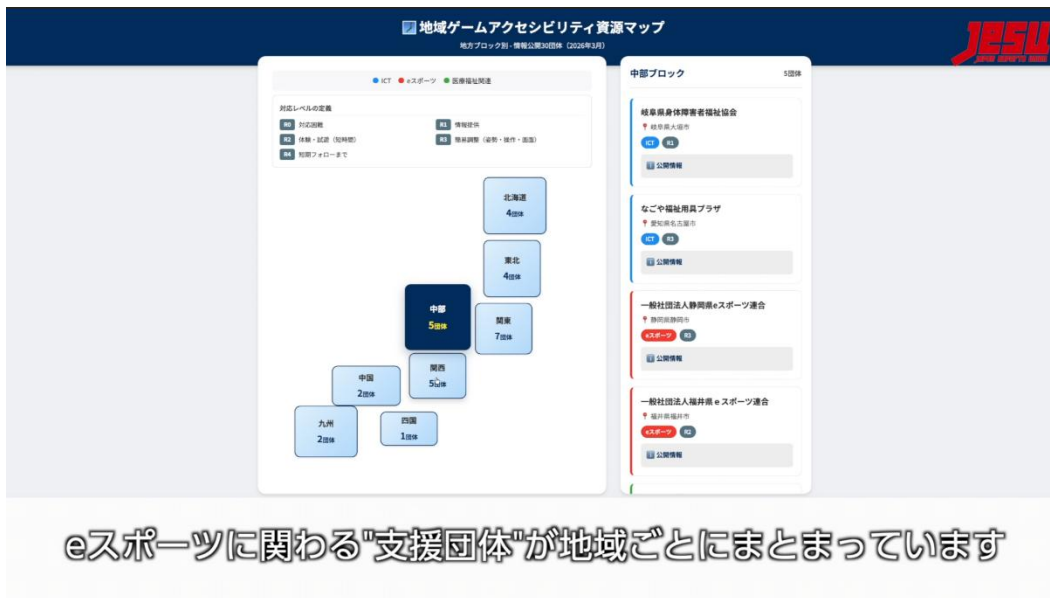 地域ゲームアクセシビリティ資源マップ
地方ブロック別・情報公開30団体（2026年3月）
JESU
ICT eスポーツ 医療福祉関連
対応レベルの定義
R0 対応困難
R1 情報提供
R2 体験・試遊（短時間）
R3 簡易調整（姿勢・操作・画面）
R4 短期フォローまで
北海道
4団体
東北
4団体
中部
5団体
関東
7団体
関西
5団体
中国
2団体
九州
2団体
四国
1団体
中部ブロック 5団体
岐阜県身体障害者福祉協会
岐阜県大垣市
ICT R1
公開情報
なごや福祉用具プラザ
愛知県名古屋市
ICT R3
公開情報
一般社団法人静岡県eスポーツ連合
静岡県静岡市
eスポーツ R3
公開情報
一般社団法人福井県ｅスポーツ連合
福井県福井市
eスポーツ R2
公開情報
eスポーツに関わる"支援団体"が地域ごとにまとまっています